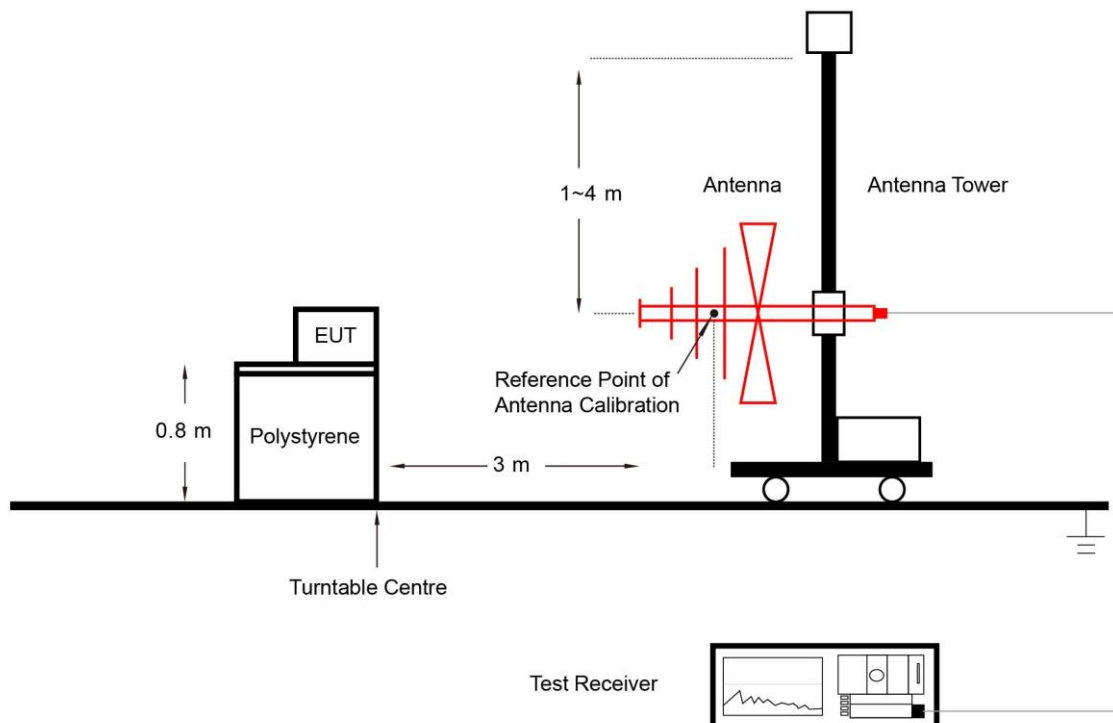 1~4 m
Antenna
Antenna Tower
EUT
Reference Point of
Antenna Calibration
0.8 m
Polystyrene
3 m
Turntable Centre
Test Receiver